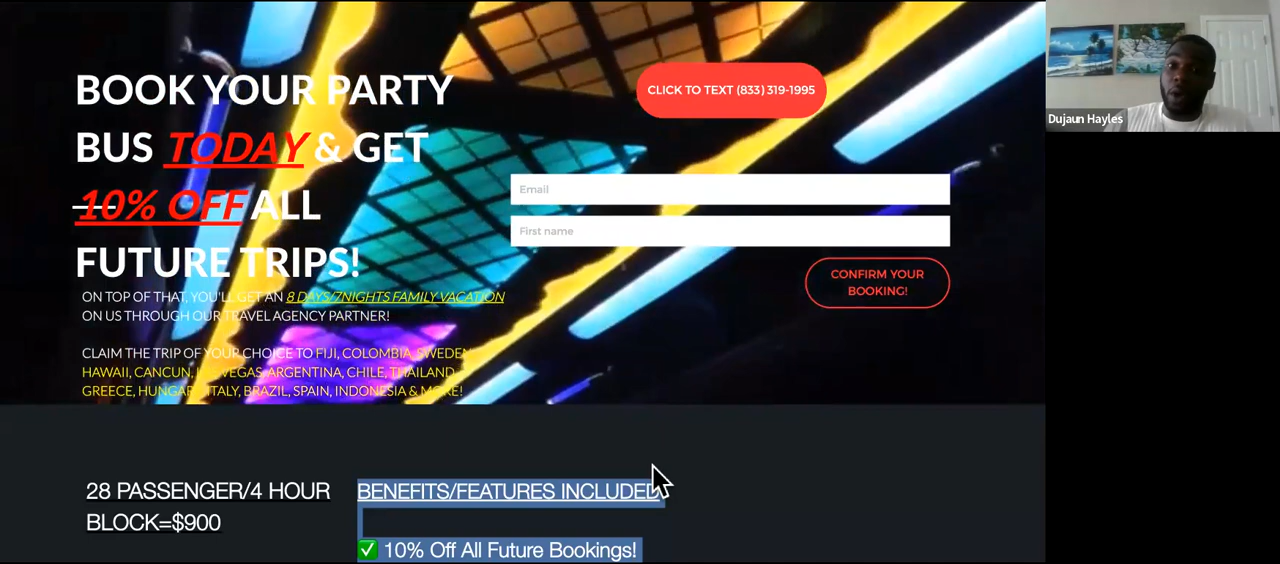 BOOK YOUR PARTY
BUS TODAY & GET
10% OFF ALL
FUTURE TRIPS!
ON TOP OF THAT, YOU'LL GET AN 8 DAYS/7NIGHTS FAMILY VACATION
ON US THROUGH OUR TRAVEL AGENCY PARTNER!
CLAIM THE TRIP OF YOUR CHOICE TO FIJI, COLOMBIA, SWEDEN,
HAWAII, CANCUN, LAS VEGAS, ARGENTINA, CHILE, THAILAND,
GREECE, HUNGARY, ITALY, BRAZIL, SPAIN, INDONESIA & MORE!
CLICK TO TEXT (833) 319-1995
Email
First name
CONFIRM YOUR
BOOKING!
Dujaun Hayles
28 PASSENGER/4 HOUR
BLOCK=$900
BENEFITS/FEATURES INCLUDED
✅ 10% Off All Future Bookings!